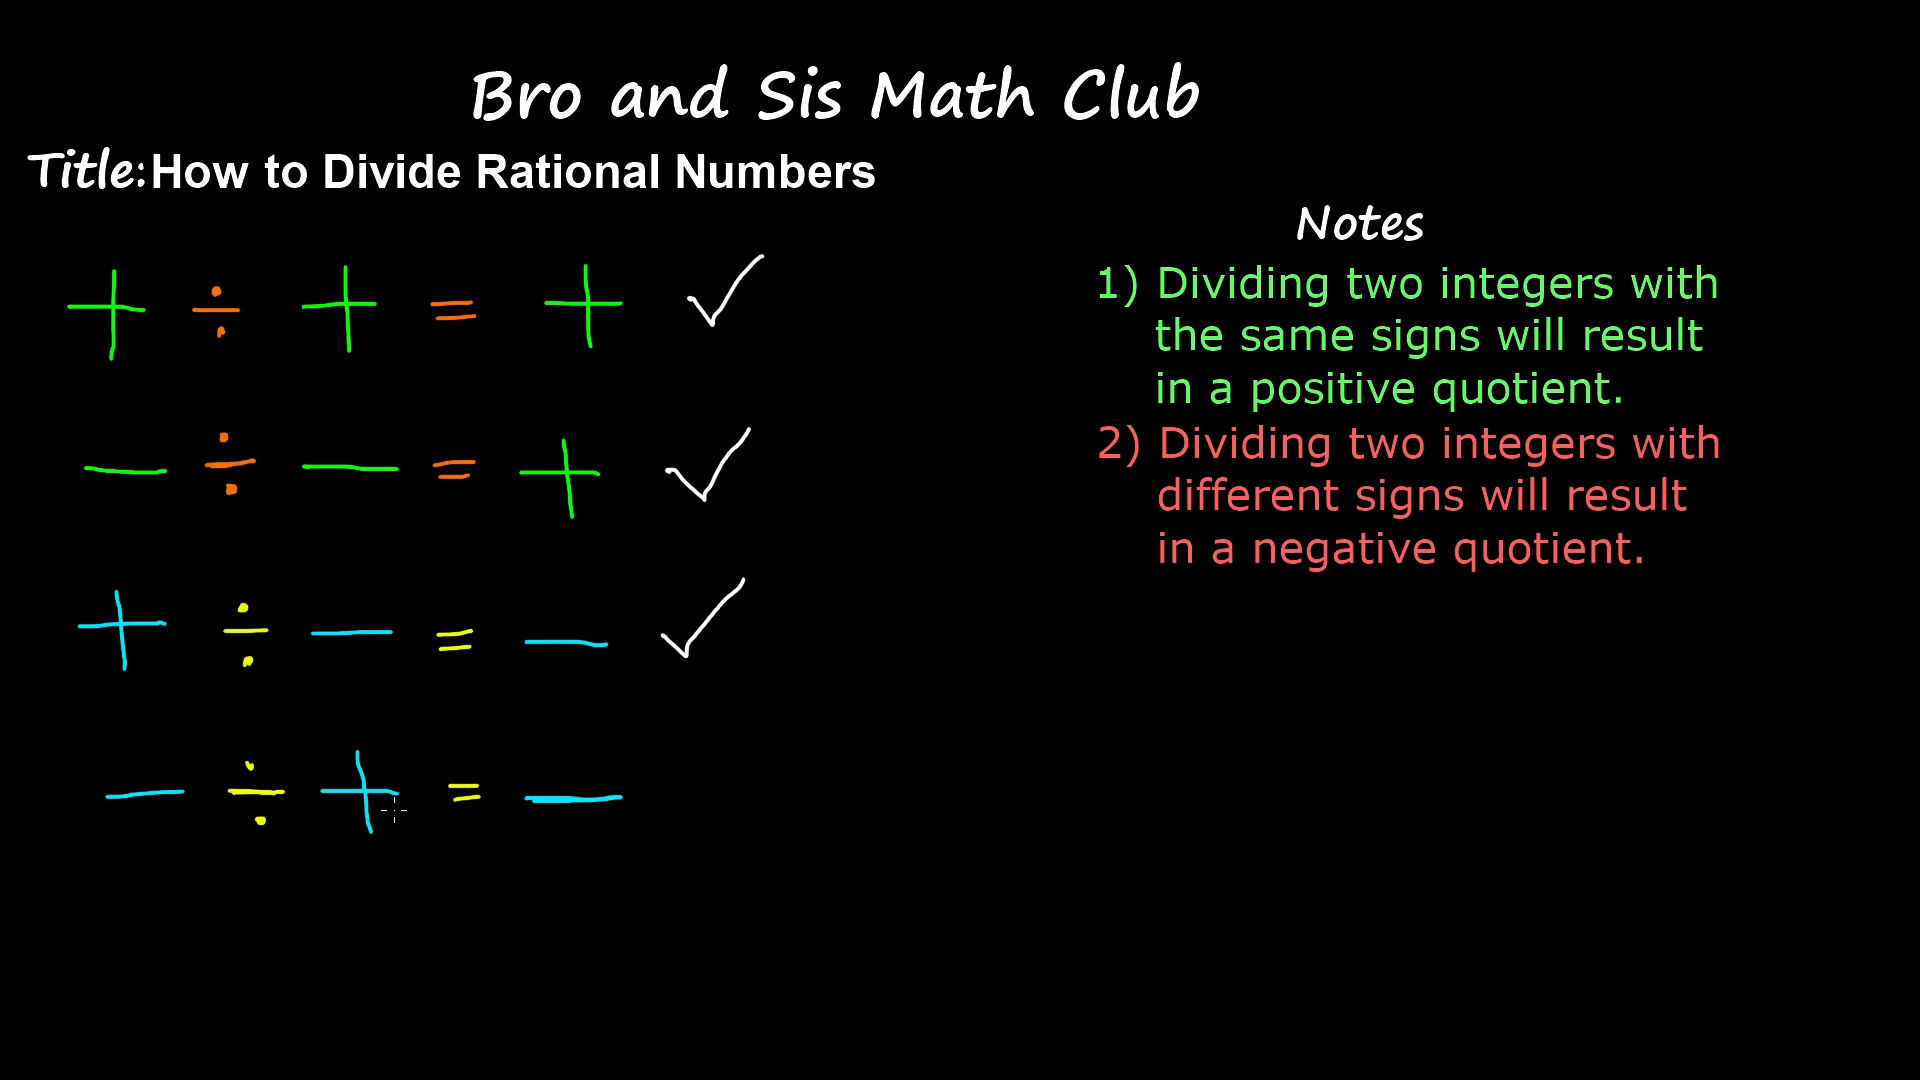 Bro and Sis Math Club
Title: How to Divide Rational Numbers
Notes
+ ÷ + = + ✓
− ÷ − = + ✓
+ ÷ − = − ✓
− ÷ + = −
1) Dividing two integers with
the same signs will result
in a positive quotient.
2) Dividing two integers with
different signs will result
in a negative quotient.